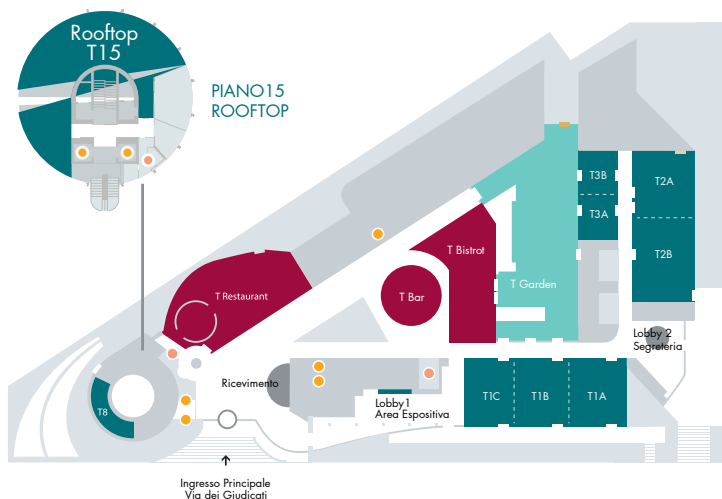 Rooftop
T15
PIANO15
ROOFTOP
T3B
T2A
T3A
T Bistrot
T2B
T Garden
T Restaurant
T Bar
Lobby 2
Segreteria
Ricevimento
T8
Lobby1
Area Espositiva
T1C
T1B
T1A
Ingresso Principale
Via dei Giudicati